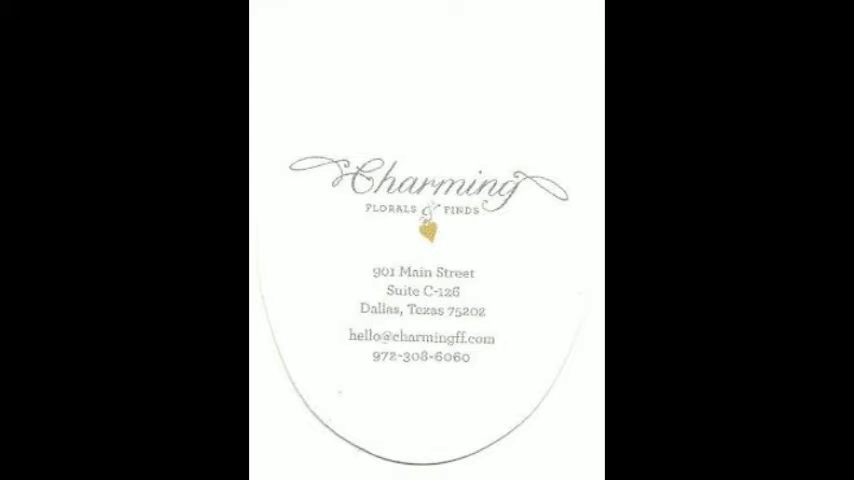 Charming
FLORALS & FINDS
901 Main Street
Suite C-126
Dallas, Texas 75202
hello@charmingff.com
972-308-6060